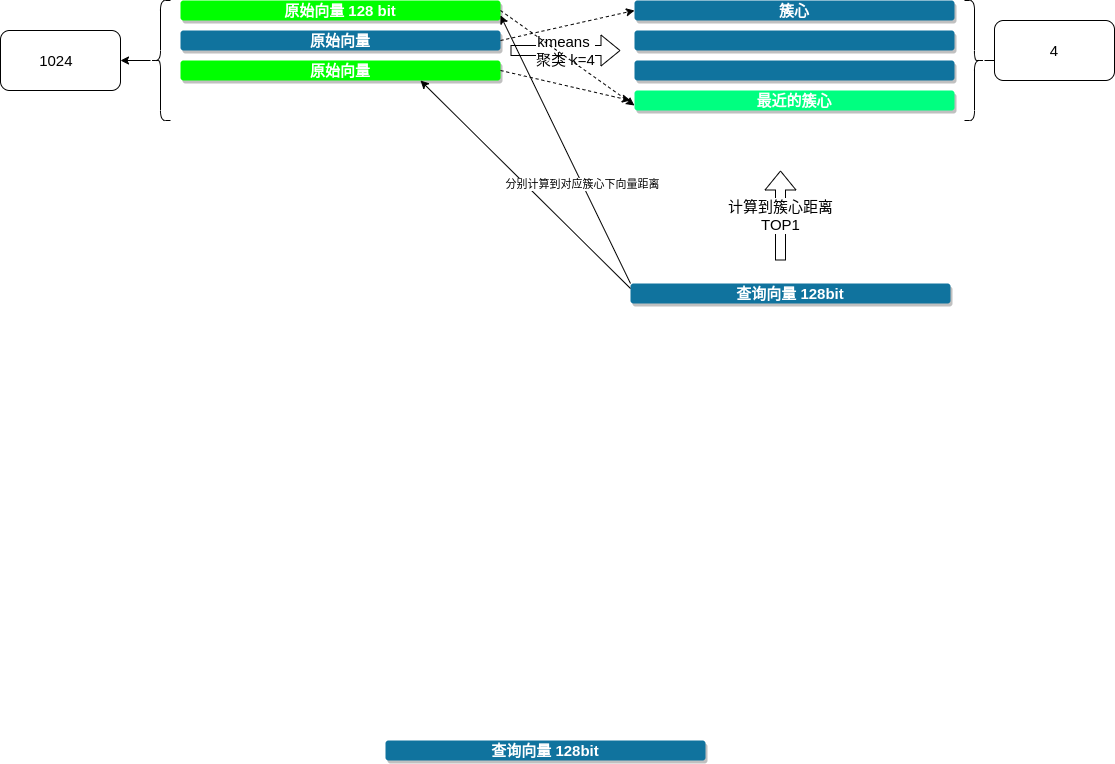 原始向量 128 bit
簇心
1024
原始向量
kmeans
聚类 k=4
4
原始向量
最近的簇心
分别计算到对应簇心下向量距离
计算到簇心距离
TOP1
查询向量 128bit
查询向量 128bit